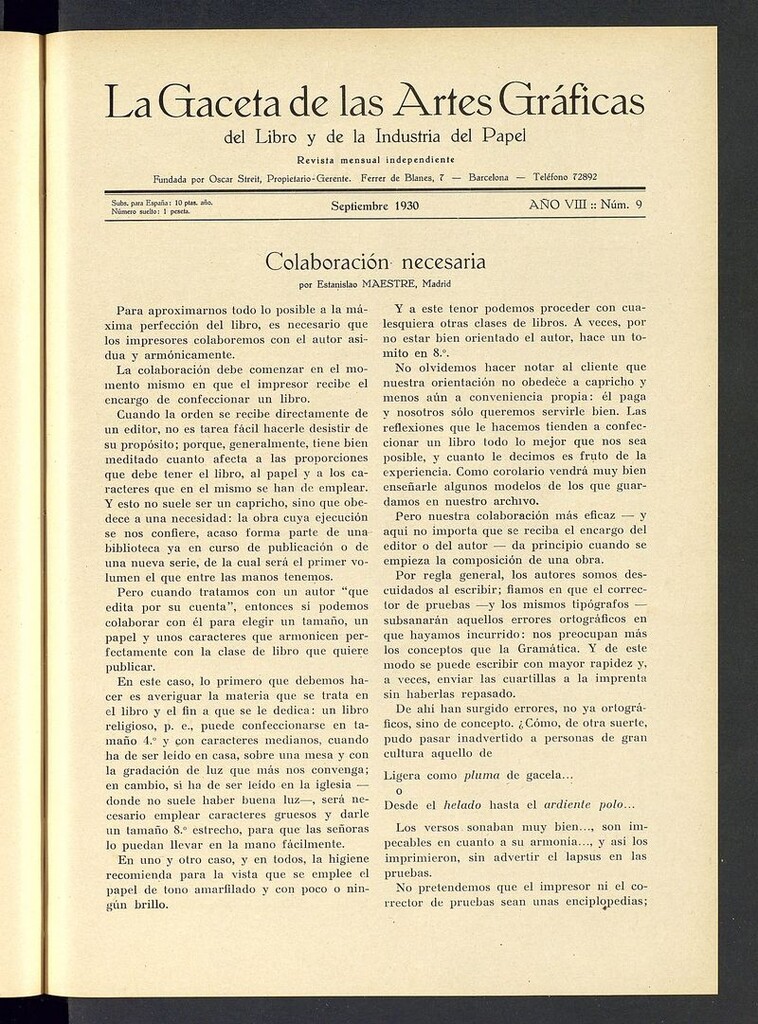 La Gaceta de las Artes Gráficas
del Libro y de la Industria del Papel
Revista mensual independiente
Fundada por Oscar Streit, Propietario-Gerente. Ferrer de Blanes, 7 — Barcelona — Teléfono 72892
Subs. para España: 10 ptas. año.
Número suelto: 1 peseta.
Septiembre 1930
AÑO VIII :: Núm. 9
Colaboración necesaria
por Estanislao MAESTRE, Madrid
Para aproximarnos todo lo posible a la má-
xima perfección del libro, es necesario que
los impresores colaboremos con el autor asi-
dua y armónicamente.
La colaboración debe comenzar en el mo-
mento mismo en que el impresor recibe el
encargo de confeccionar un libro.
Cuando la orden se recibe directamente de
un editor, no es tarea fácil hacerle desistir de
su propósito; porque, generalmente, tiene bien
meditado cuanto afecta a las proporciones
que debe tener el libro, al papel y a los ca-
racteres que en el mismo se han de emplear.
Y esto no suele ser un capricho, sino que obe-
dece a una necesidad: la obra cuya ejecución
se nos confiere, acaso forma parte de una
biblioteca ya en curso de publicación o de
una nueva serie, de la cual será el primer vo-
lumen el que entre las manos tenemos.
Pero cuando tratamos con un autor "que
edita por su cuenta", entonces sí podemos
colaborar con él para elegir un tamaño, un
papel y unos caracteres que armonicen per-
fectamente con la clase de libro que quiere
publicar.
En este caso, lo primero que debemos ha-
cer es averiguar la materia que se trata en
el libro y el fin a que se le dedica: un libro
religioso, p. e., puede confeccionarse en ta-
maño 4.º y con caracteres medianos, cuando
ha de ser leído en casa, sobre una mesa y con
la gradación de luz que más nos convenga;
en cambio, si ha de ser leído en la iglesia —
donde no suele haber buena luz—, será ne-
cesario emplear caracteres gruesos y darle
un tamaño 8.º estrecho, para que las señoras
lo puedan llevar en la mano fácilmente.
En uno y otro caso, y en todos, la higiene
recomienda para la vista que se emplee el
papel de tono amarfilado y con poco o nin-
gún brillo.
Y a este tenor podemos proceder con cua-
lesquiera otras clases de libros. A veces, por
no estar bien orientado el autor, hace un to-
mito en 8.º.
No olvidemos hacer notar al cliente que
nuestra orientación no obedece a capricho y
menos aún a conveniencia propia: él paga
y nosotros sólo queremos servirle bien. Las
reflexiones que le hacemos tienden a confec-
cionar un libro todo lo mejor que nos sea
posible, y cuanto le decimos es fruto de la
experiencia. Como corolario vendrá muy bien
enseñarle algunos modelos de los que guar-
damos en nuestro archivo.
Pero nuestra colaboración más eficaz — y
aquí no importa que se reciba el encargo del
editor o del autor — da principio cuando se
empieza la composición de una obra.
Por regla general, los autores somos des-
cuidados al escribir; fiamos en que el correc-
tor de pruebas —y los mismos tipógrafos —
subsanarán aquellos errores ortográficos en
que hayamos incurrido: nos preocupan más
los conceptos que la Gramática. Y de este
modo se puede escribir con mayor rapidez y,
a veces, enviar las cuartillas a la imprenta
sin haberlas repasado.
De ahí han surgido errores, no ya ortográ-
ficos, sino de concepto. ¿Cómo, de otra suerte,
pudo pasar inadvertido a personas de gran
cultura aquello de
Ligera como pluma de gacela...
o
Desde el helado hasta el ardiente polo...
Los versos sonaban muy bien..., son im-
pecables en cuanto a su armonía..., y así los
imprimieron, sin advertir el lapsus en las
pruebas.
No pretendemos que el impresor ni el co-
rrector de pruebas sean unas enciplopedias;